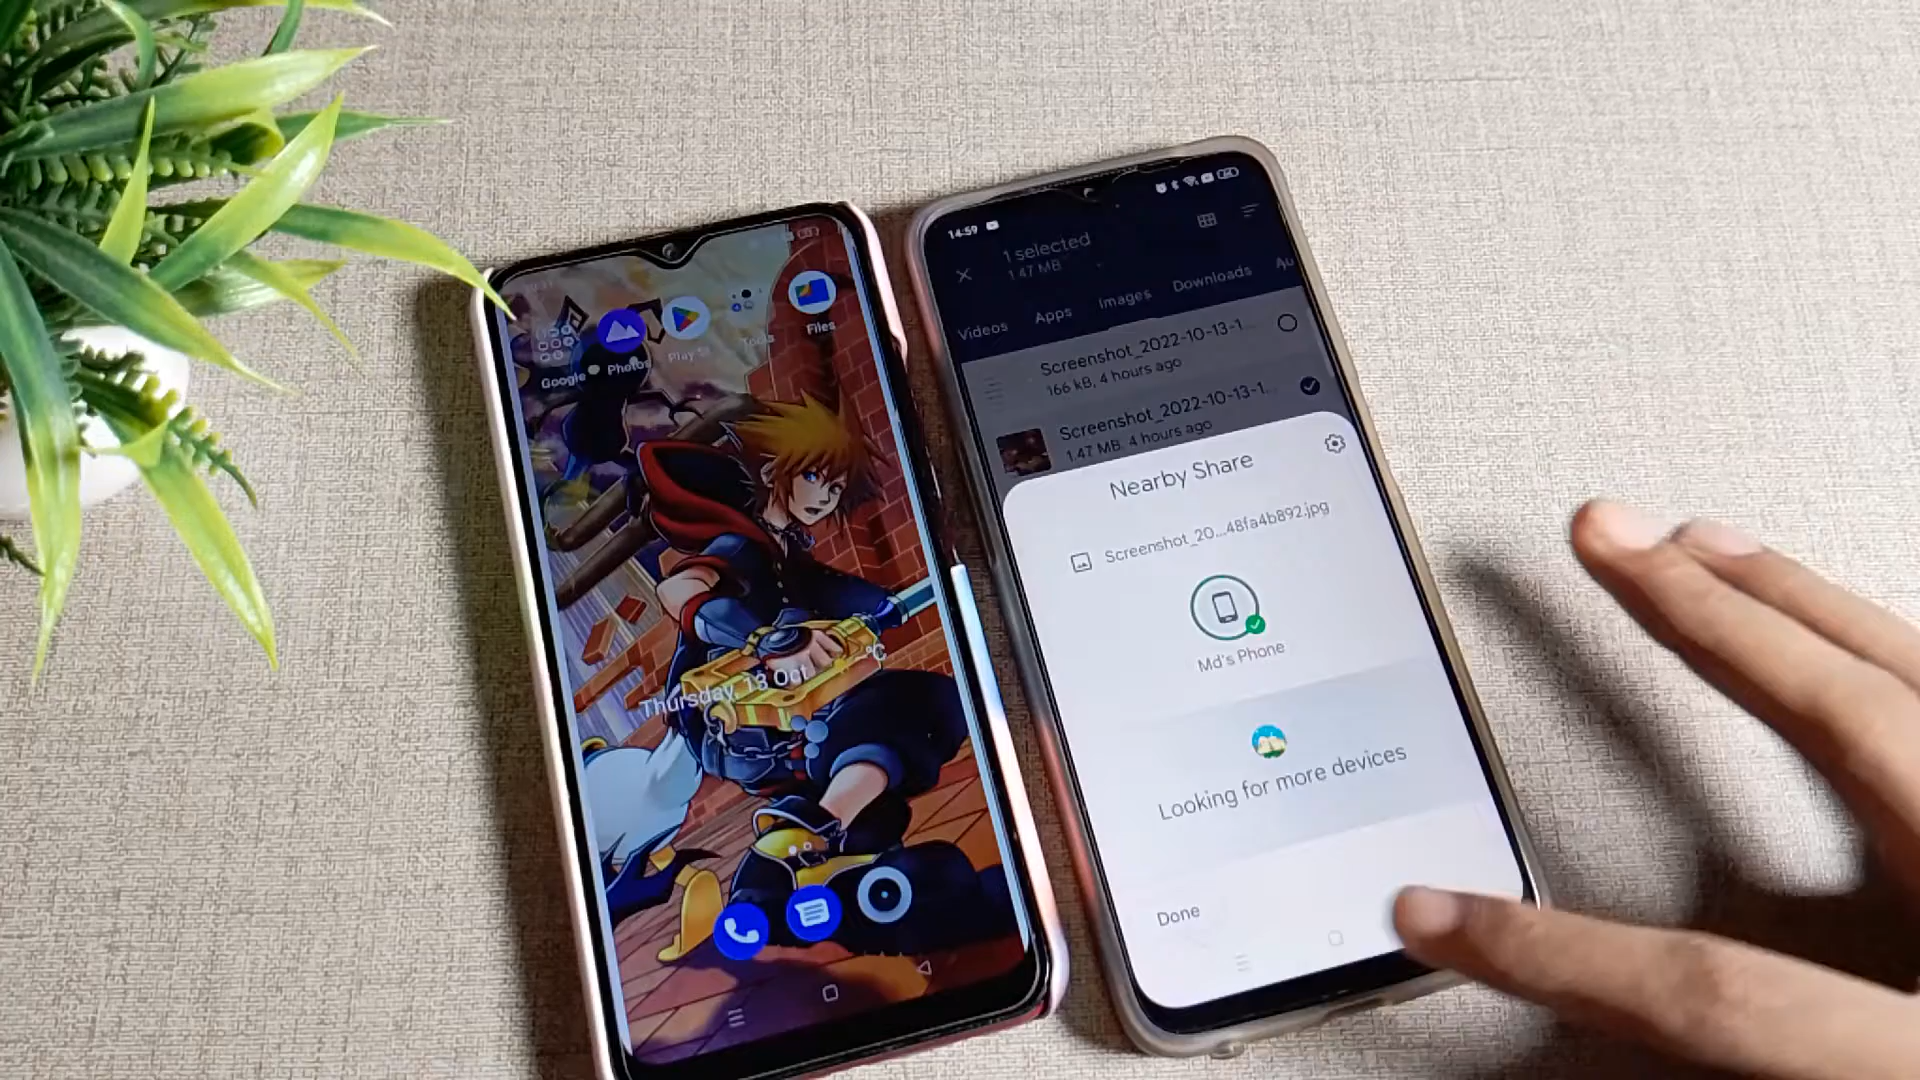 Google
Photos
Play
Tools
Files
Thursday, 13 Oct
°C
14:59
1 selected
1.47 MB
Videos
Apps
Images
Downloads
Au
Screenshot_2022-10-13-1...
166 kB, 4 hours ago
Screenshot_2022-10-13-1...
1.47 MB, 4 hours ago
Nearby Share
Screenshot_20...48fa4b892.jpg
Md's Phone
Looking for more devices
Done